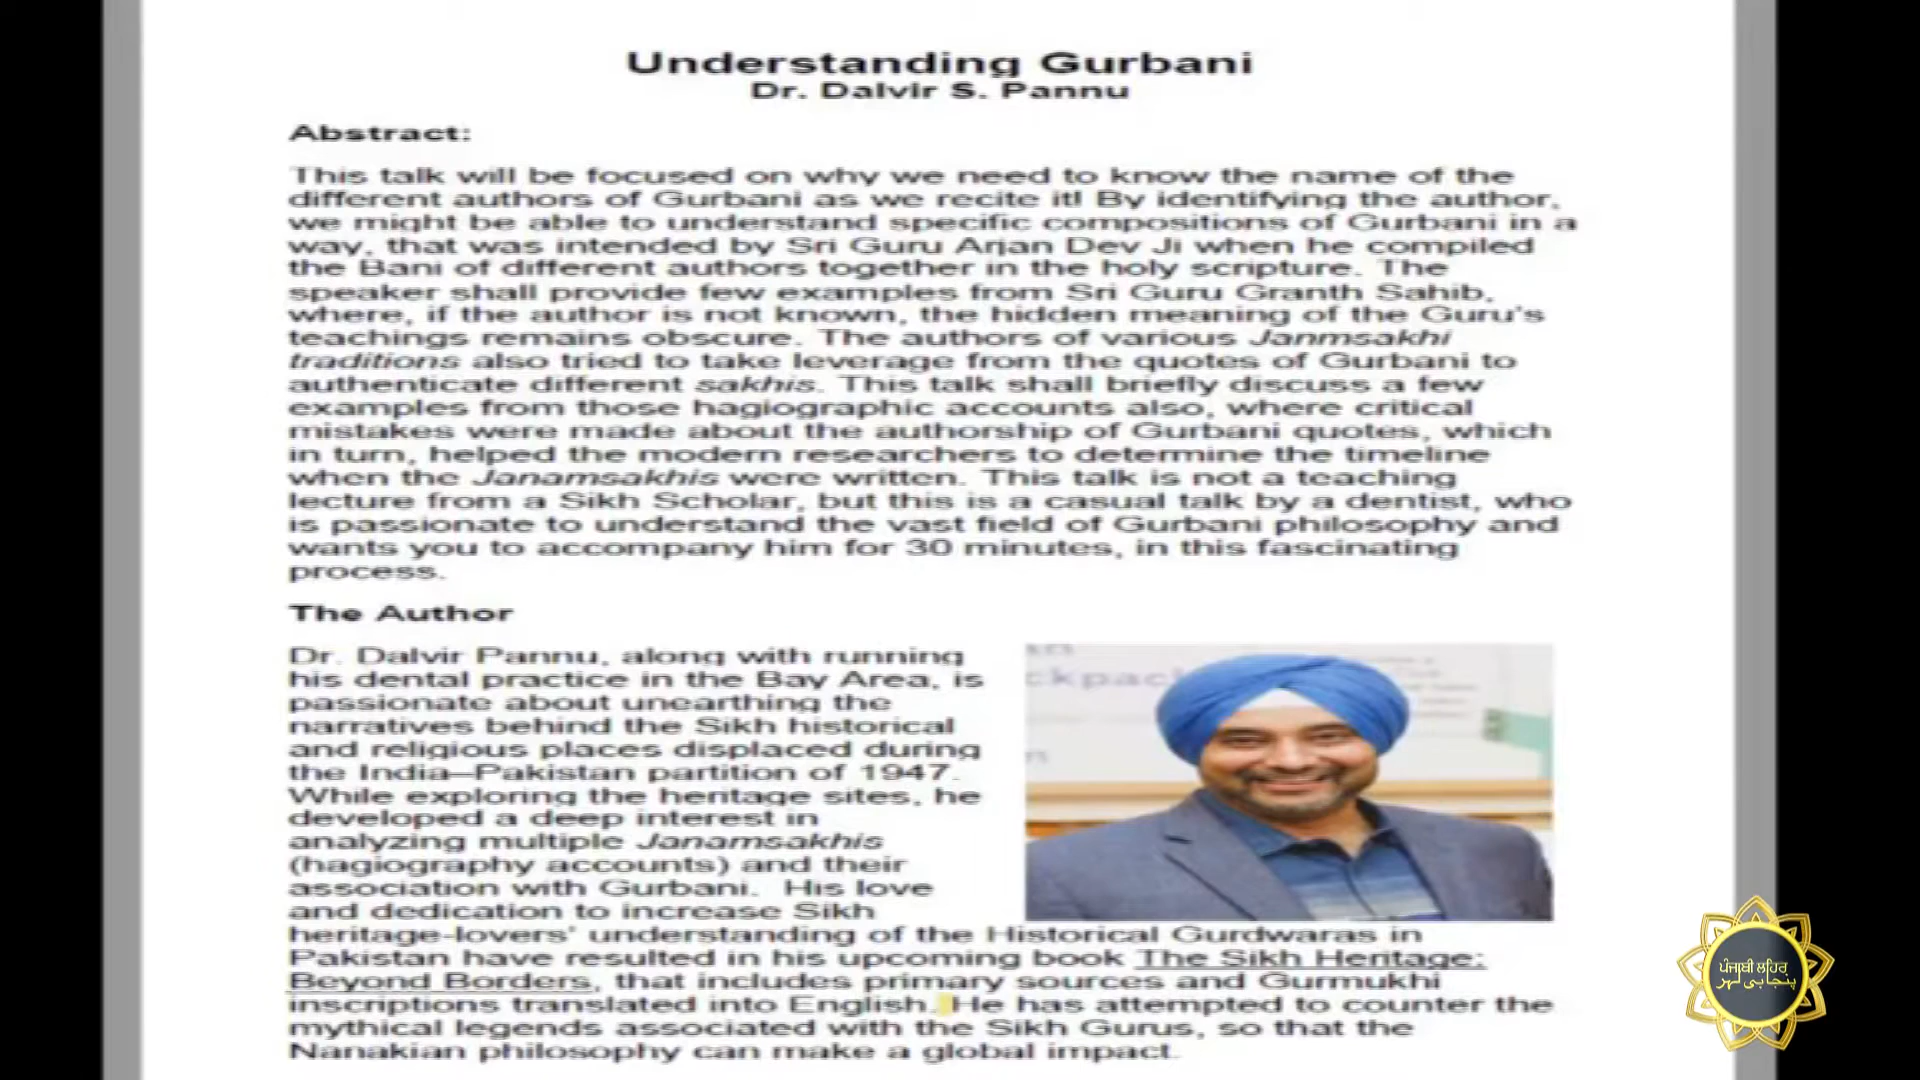 Understanding Gurbani
Dr. Dalvir S. Pannu
Abstract:
This talk will be focused on why we need to know the name of the
different authors of Gurbani as we recite it! By identifying the author,
we might be able to understand specific compositions of Gurbani in a
way, that was intended by Sri Guru Arjan Dev Ji when he compiled
the Bani of different authors together in the holy scripture. The
speaker shall provide few examples from Sri Guru Granth Sahib,
where, if the author is not known, the hidden meaning of the Guru's
teachings remains obscure. The authors of various Janmsakhi
traditions also tried to take leverage from the quotes of Gurbani to
authenticate different sakhis. This talk shall briefly discuss a few
examples from those hagiographic accounts also, where critical
mistakes were made about the authorship of Gurbani quotes, which
in turn, helped the modern researchers to determine the timeline
when the Janamsakhis were written. This talk is not a teaching
lecture from a Sikh Scholar, but this is a casual talk by a dentist, who
is passionate to understand the vast field of Gurbani philosophy and
wants you to accompany him for 30 minutes, in this fascinating
process.
The Author
Dr. Dalvir Pannu, along with running
his dental practice in the Bay Area, is
passionate about unearthing the
narratives behind the Sikh historical
and religious places displaced during
the India–Pakistan partition of 1947.
While exploring the heritage sites, he
developed a deep interest in
analyzing multiple Janamsakhis
(hagiography accounts) and their
association with Gurbani. His love
and dedication to increase Sikh
heritage-lovers' understanding of the Historical Gurdwaras in
Pakistan have resulted in his upcoming book The Sikh Heritage:
Beyond Borders, that includes primary sources and Gurmukhi
inscriptions translated into English. He has attempted to counter the
mythical legends associated with the Sikh Gurus, so that the
Nanakian philosophy can make a global impact.
ਪੰਜਾਬੀ ਲਹਿਰ
پنجابی لہر